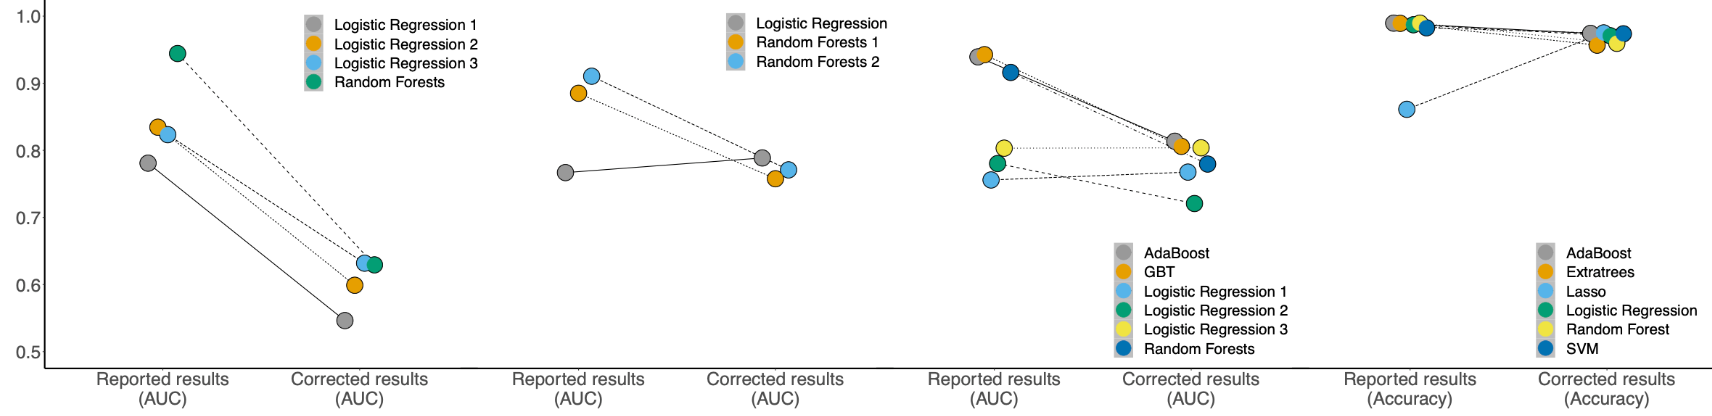 1.0
0.9
0.8
0.7
0.6
0.5
Logistic Regression 1
Logistic Regression 2
Logistic Regression 3
Random Forests
Reported results
(AUC)
Corrected results
(AUC)
Logistic Regression
Random Forests 1
Random Forests 2
Reported results
(AUC)
Corrected results
(AUC)
AdaBoost
GBT
Logistic Regression 1
Logistic Regression 2
Logistic Regression 3
Random Forests
Reported results
(AUC)
Corrected results
(AUC)
AdaBoost
Extratrees
Lasso
Logistic Regression
Random Forest
SVM
Reported results
(Accuracy)
Corrected results
(Accuracy)